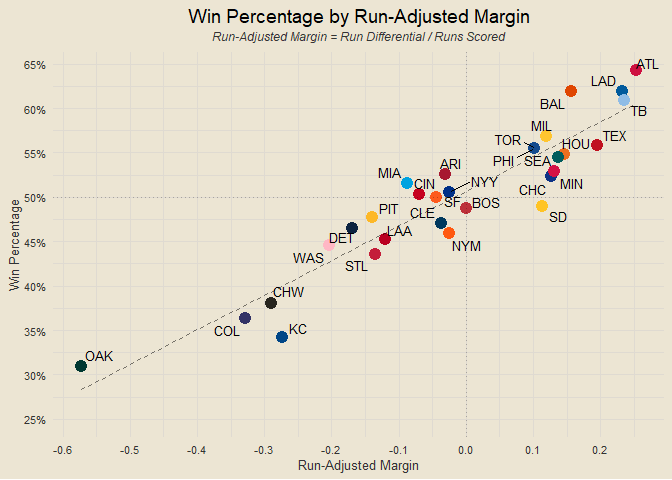 Win Percentage by Run-Adjusted Margin
Run-Adjusted Margin = Run Differential / Runs Scored
65%
ATL
LAD
60%
BAL
TB
MIL
TEX
TOR
HOU
55%
PHI
SEA
ARI
MIA
CIN
NYY
MIN
CHC
50%
SF
BOS
PIT
CLE
SD
DET
LAA
45%
NYM
WAS
STL
40%
CHW
COL
KC
35%
OAK
30%
25%
Win Percentage
-0.6
-0.5
-0.4
-0.3
-0.2
-0.1
0.0
0.1
0.2
Run-Adjusted Margin